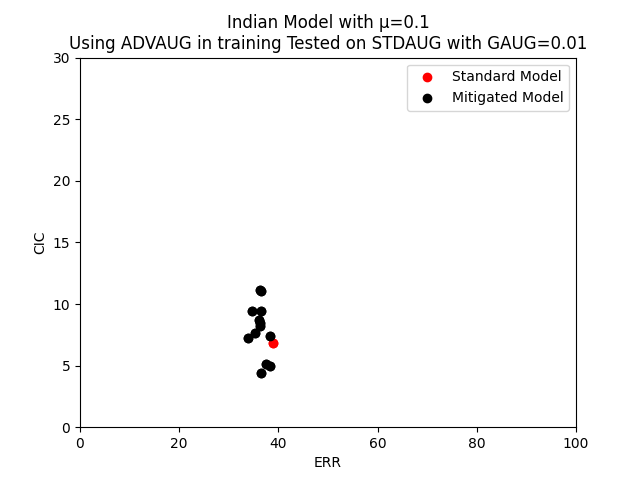 Indian Model with μ=0.1
Using ADVAUG in training Tested on STDAUG with GAUG=0.01
Standard Model
Mitigated Model
30
25
20
15
10
5
0
CIC
0 20 40 60 80 100
ERR